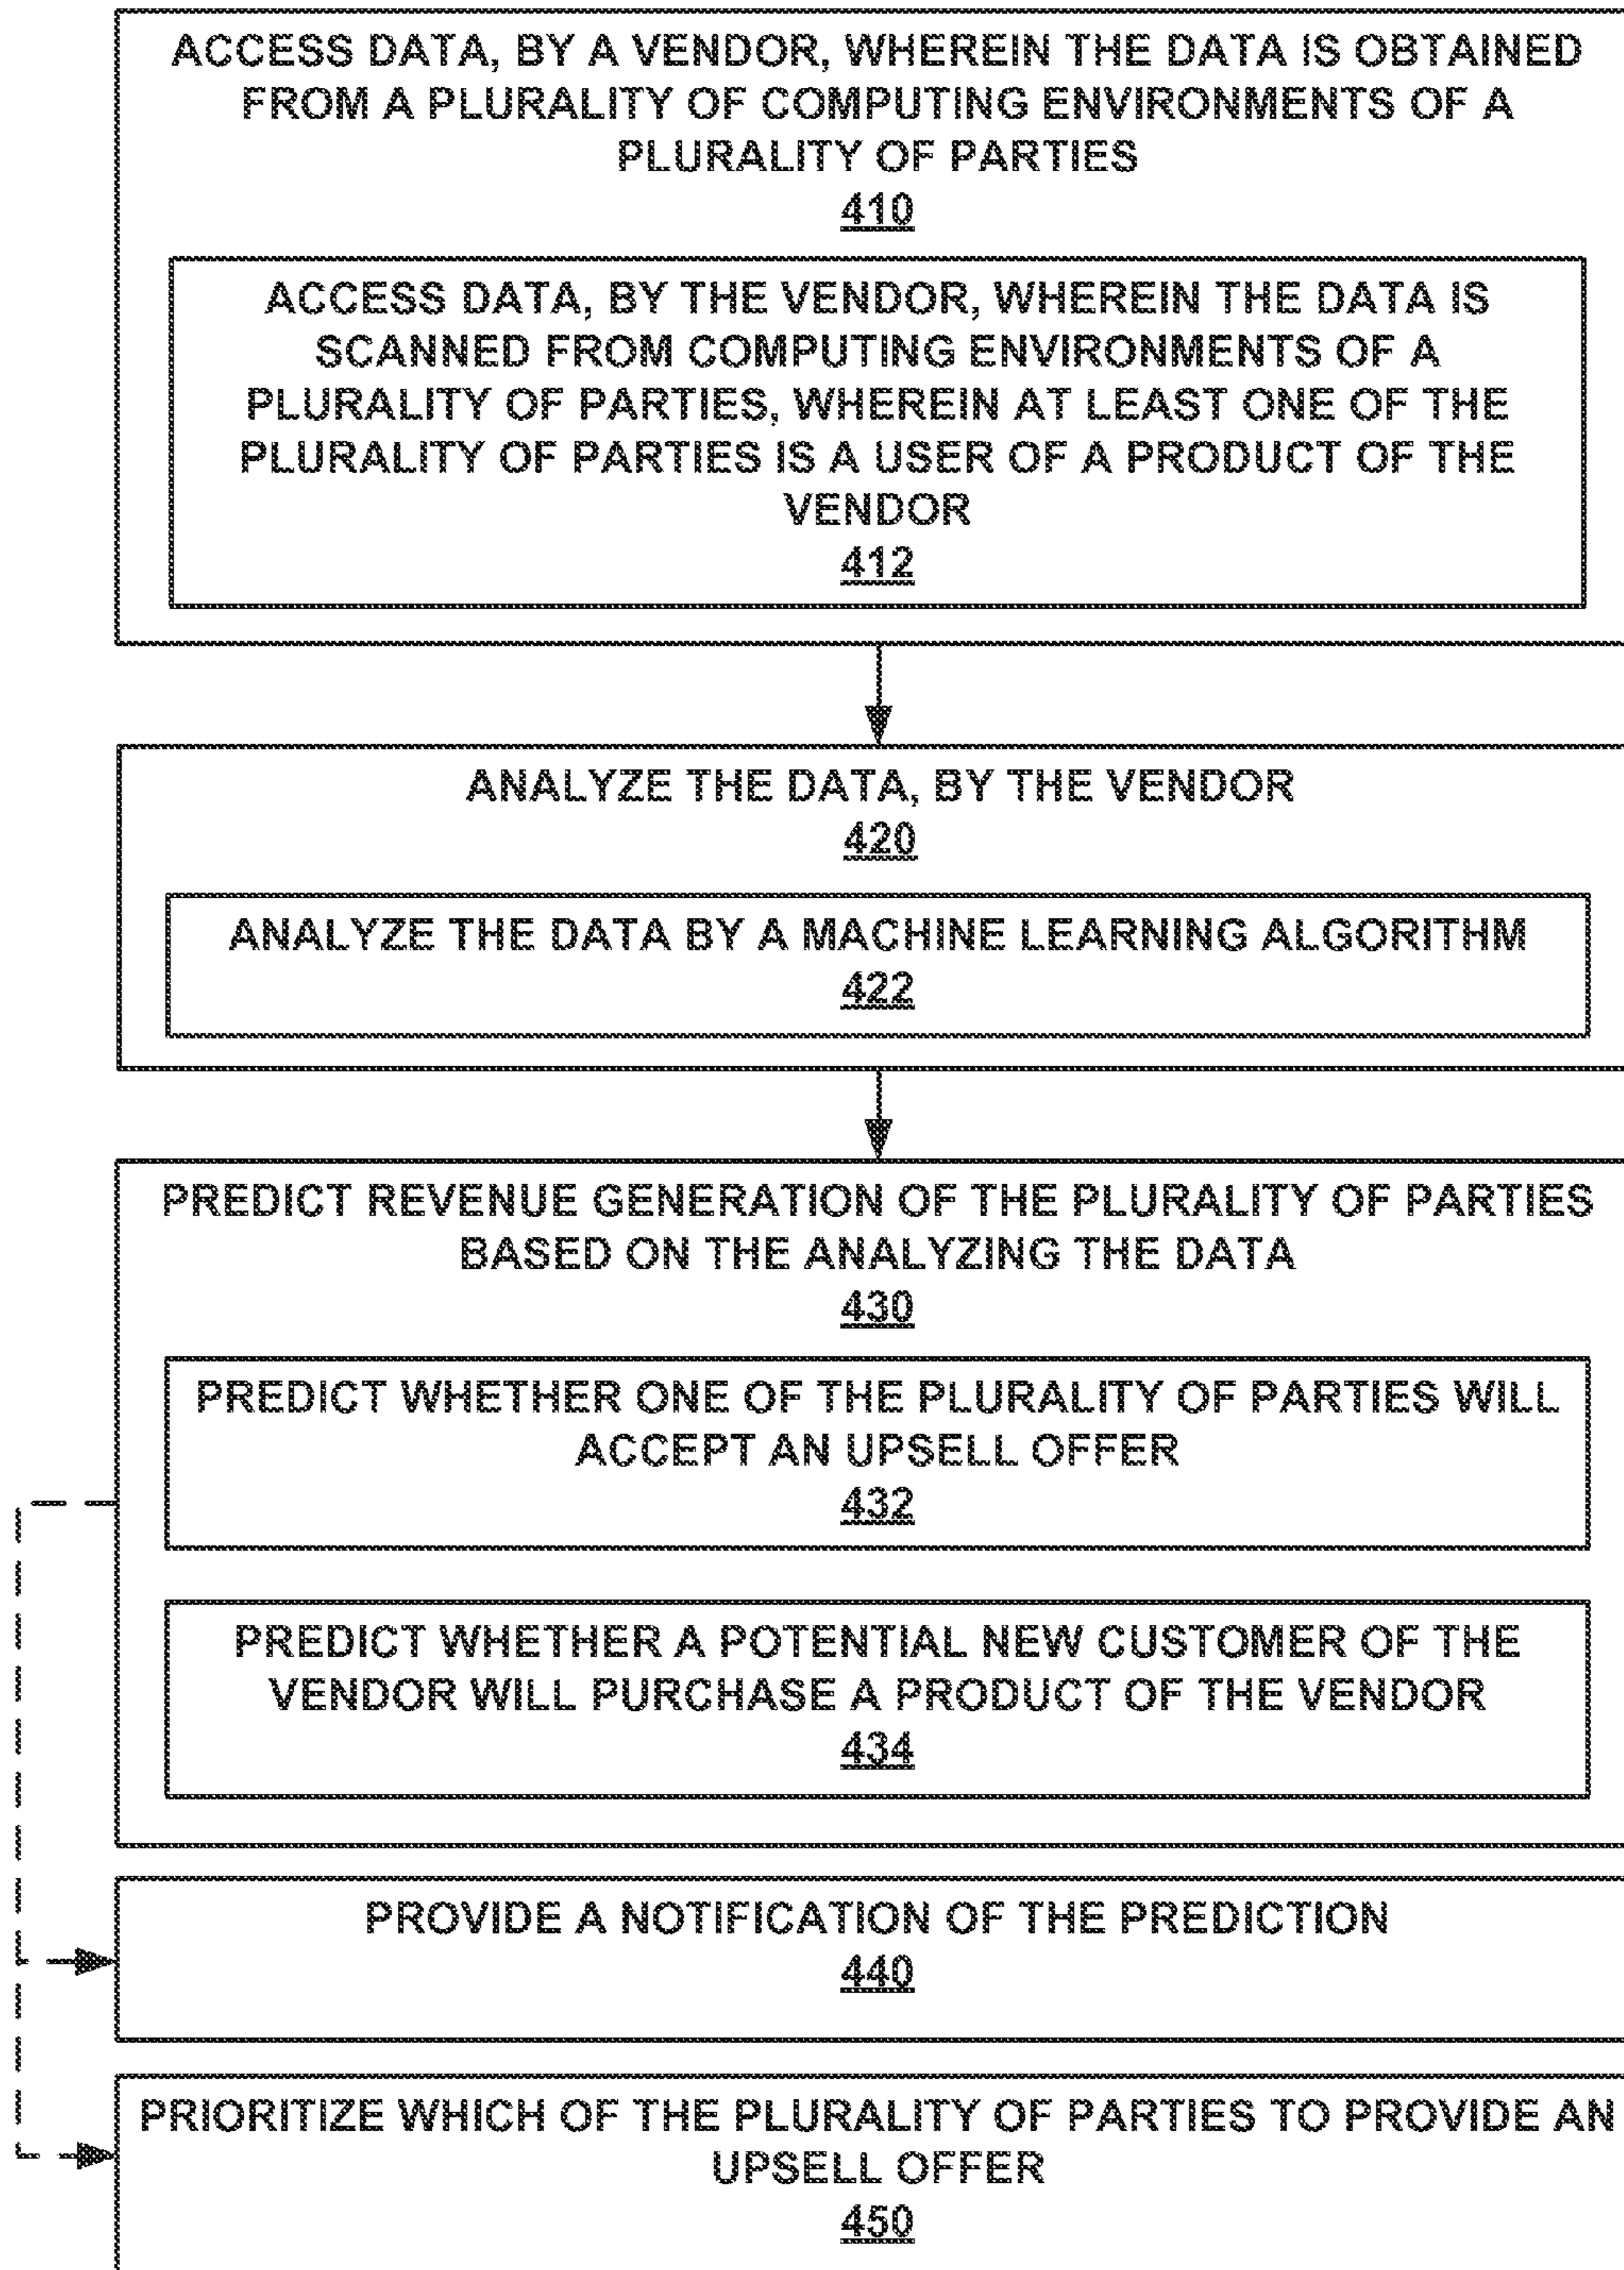 ACCESS DATA, BY A VENDOR, WHEREIN THE DATA IS OBTAINED
FROM A PLURALITY OF COMPUTING ENVIRONMENTS OF A
PLURALITY OF PARTIES
410
ACCESS DATA, BY THE VENDOR, WHEREIN THE DATA IS
SCANNED FROM COMPUTING ENVIRONMENTS OF A
PLURALITY OF PARTIES, WHEREIN AT LEAST ONE OF THE
PLURALITY OF PARTIES IS A USER OF A PRODUCT OF THE
VENDOR
412
ANALYZE THE DATA, BY THE VENDOR
420
ANALYZE THE DATA BY A MACHINE LEARNING ALGORITHM
422
PREDICT REVENUE GENERATION OF THE PLURALITY OF PARTIES
BASED ON THE ANALYZING THE DATA
430
PREDICT WHETHER ONE OF THE PLURALITY OF PARTIES WILL
ACCEPT AN UPSELL OFFER
432
PREDICT WHETHER A POTENTIAL NEW CUSTOMER OF THE
VENDOR WILL PURCHASE A PRODUCT OF THE VENDOR
434
PROVIDE A NOTIFICATION OF THE PREDICTION
440
PRIORITIZE WHICH OF THE PLURALITY OF PARTIES TO PROVIDE AN
UPSELL OFFER
450